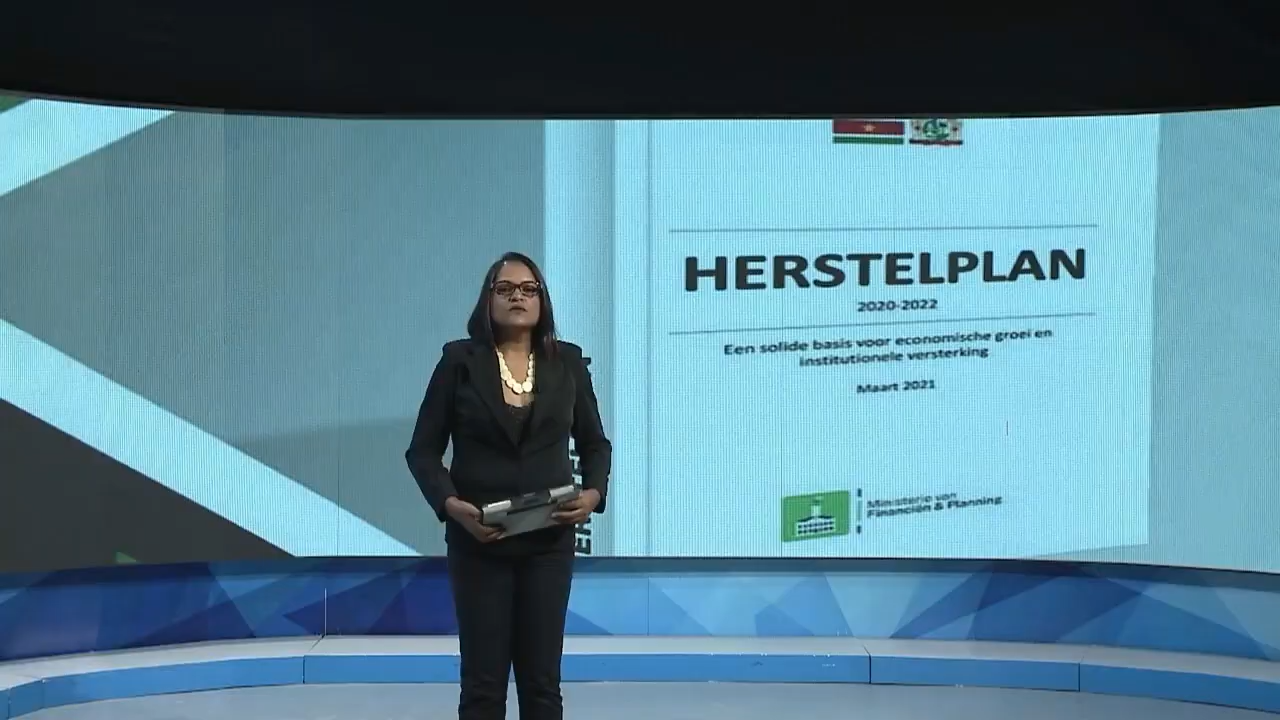 HERSTELPLAN
2020-2022
Een solide basis voor economische groei en
institutionele versterking
Maart 2021
Ministerie van
Financiën & Planning